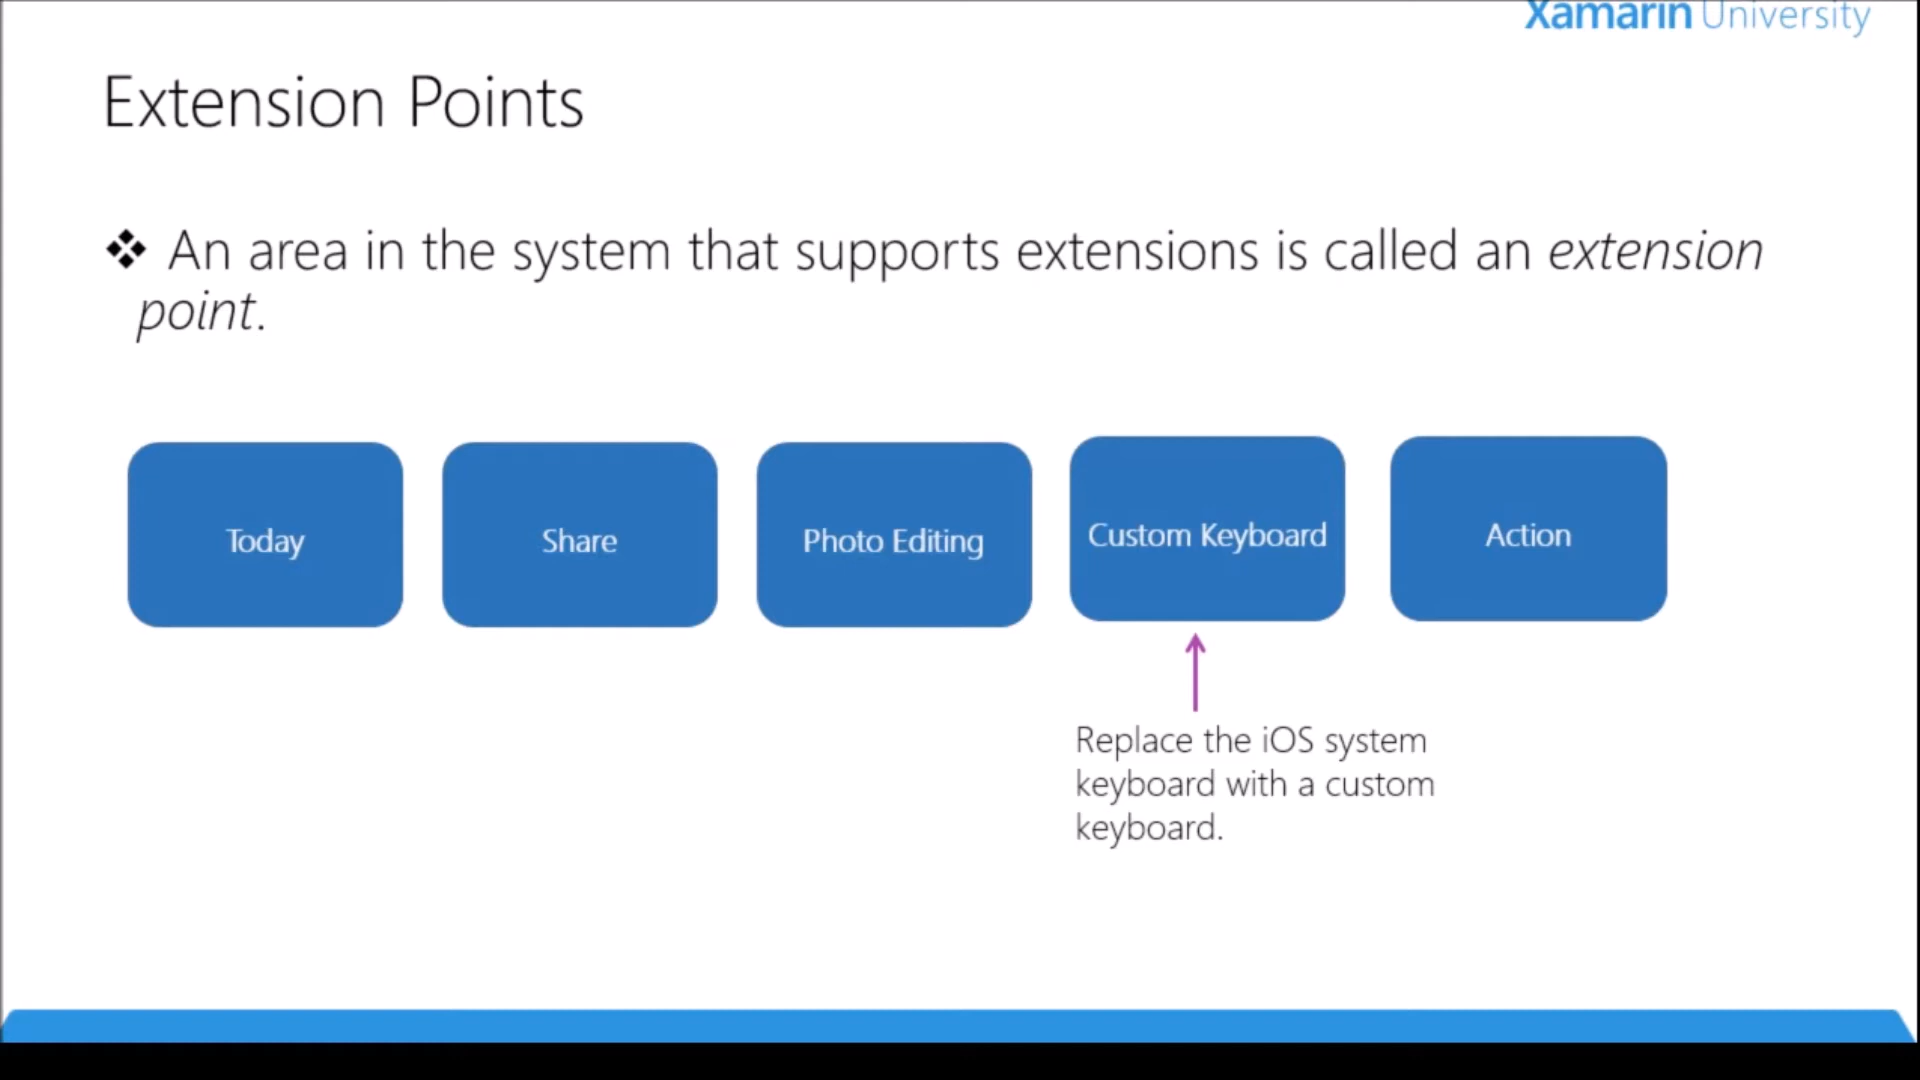 Xamarin University
Extension Points
❖ An area in the system that supports extensions is called an extension
point.
Today
Share
Photo Editing
Custom Keyboard
Action
Replace the iOS system
keyboard with a custom
keyboard.